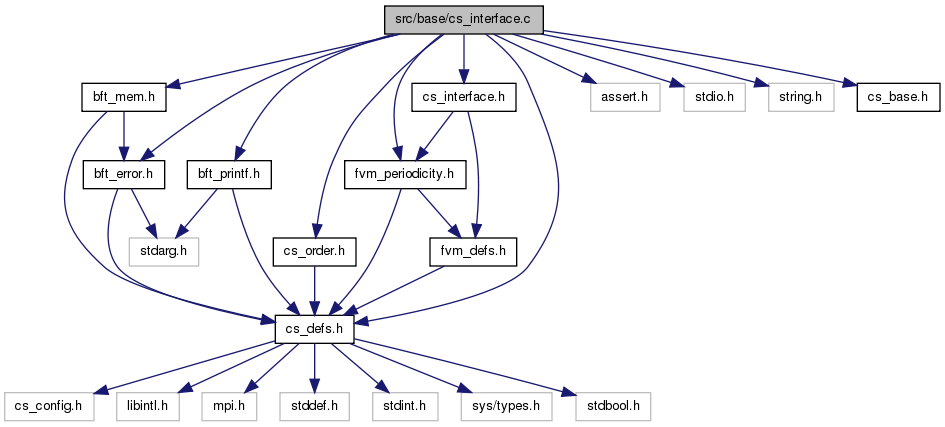 src/base/cs_interface.c
bft_mem.h
cs_interface.h
assert.h
stdio.h
string.h
cs_base.h
bft_error.h
bft_printf.h
fvm_periodicity.h
stdarg.h
cs_order.h
fvm_defs.h
cs_defs.h
cs_config.h
libintl.h
mpi.h
stddef.h
stdint.h
sys/types.h
stdbool.h